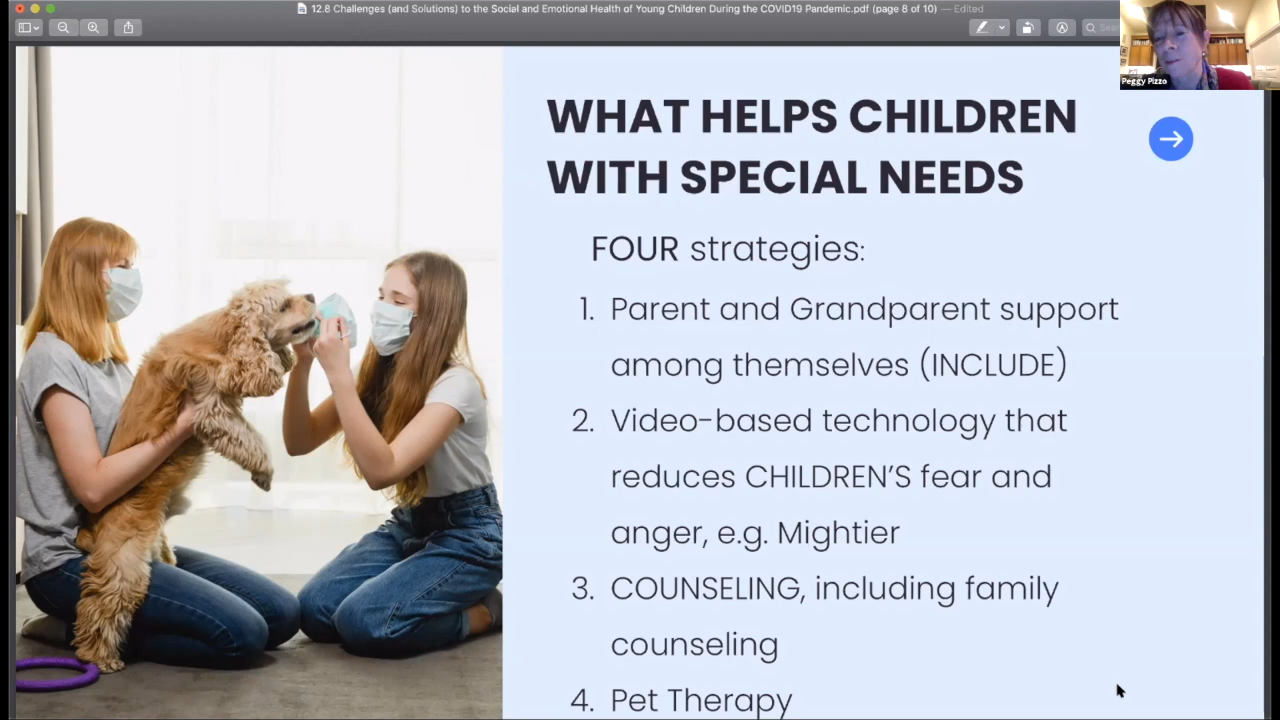 12.8 Challenges (and Solutions) to the Social and Emotional Health of Young Children During the COVID19 Pandemic.pdf (page 8 of 10) — Edited
Peggy Pizzo
WHAT HELPS CHILDREN
WITH SPECIAL NEEDS
FOUR strategies:
1. Parent and Grandparent support
among themselves (INCLUDE)
2. Video-based technology that
reduces CHILDREN'S fear and
anger, e.g. Mightier
3. COUNSELING, including family
counseling
4. Pet Therapy